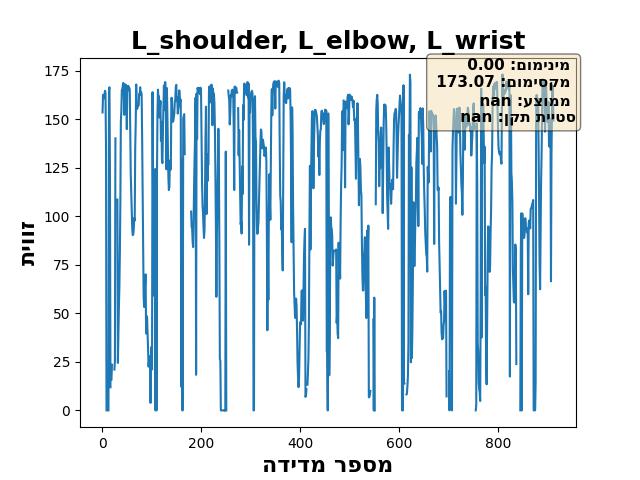 L_shoulder, L_elbow, L_wrist
מינימום: 0.00
מקסימום: 173.07
ממוצע: nan
סטיית תקן: nan
זווית
175
150
125
100
75
50
25
0
0 200 400 600 800
מספר מדידה